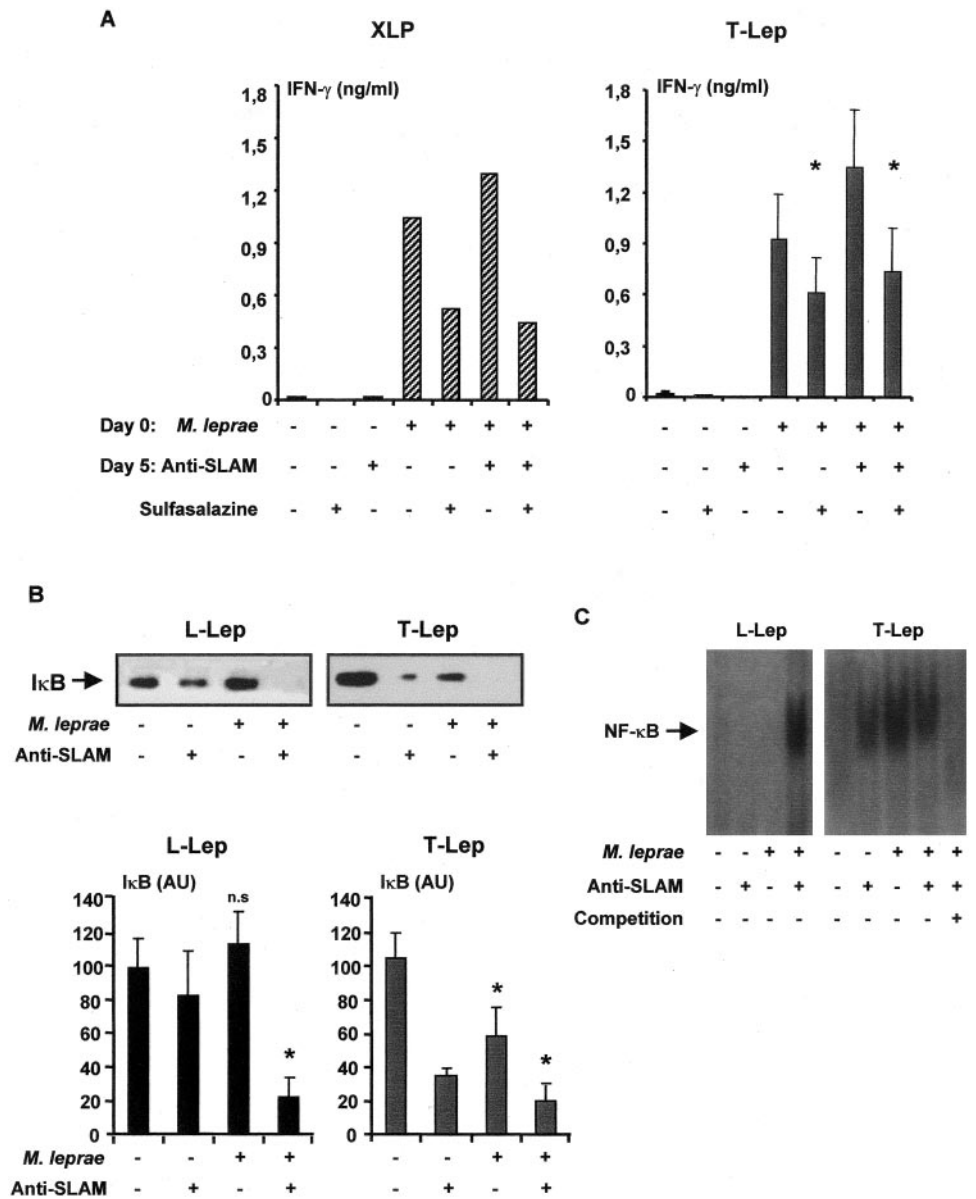 A
XLP
IFN-γ (ng/ml)
1,8
1,5
1,2
0,9
0,6
0,3
0
T-Lep
IFN-γ (ng/ml)
1,8
1,5
1,2
0,9
0,6
0,3
0
* *
Day 0: M. leprae - - - + + + + - - - + + + +
Day 5: Anti-SLAM - - + - - + + - - + - - + +
Sulfasalazine - + - - + - + - + - - + - +
B
L-Lep T-Lep
IκB
M. leprae - - + + - - + +
Anti-SLAM - + - + - + - +
L-Lep
IκB (AU)
140
120
100
80
60
40
20
0
n.s
*
T-Lep
IκB (AU)
140
120
100
80
60
40
20
0
* *
M. leprae - - + + - - + +
Anti-SLAM - + - + - + - +
C
L-Lep T-Lep
NF-κB
M. leprae - - + + - - + + +
Anti-SLAM - + - + - + - + +
Competition - - - - - - - - +